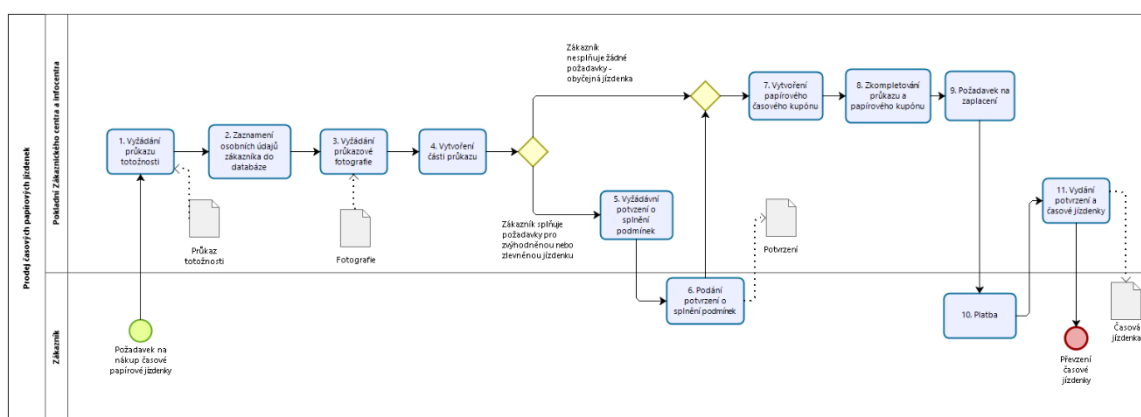 Prodej časových papírových jízdenek
Pokladní Zákaznického centra a infocentra
Zákazník
1. Vyžádání
průkazu
totožnosti
2. Zaznamení
osobních údajů
zákazníka do
databáze
3. Vyžádání
průkazové
fotografie
4. Vytvoření
části průkazu
Zákazník
nesplňuje žádné
požadavky -
obyčejná jízdenka
7. Vytvoření
papírového
časového kupónu
8. Zkompletování
průkazu a
papírového kupónu
9. Požadavek na
zaplacení
Průkaz
totožnosti
Fotografie
Zákazník splňuje
požadavky pro
zvýhodněnou nebo
zlevněnou jízdenku
5. Vyžádávní
potvzení o
splnění
podmínek
Potvrzení
11. Vydání
potvrzení a
časové jízdenky
6. Podání
potvzení o
splnění podmínek
10. Platba
Časová
jízdenka
Požadavek na
nákup časové
papírové jízdenky
Převzení
časové
jízdenky